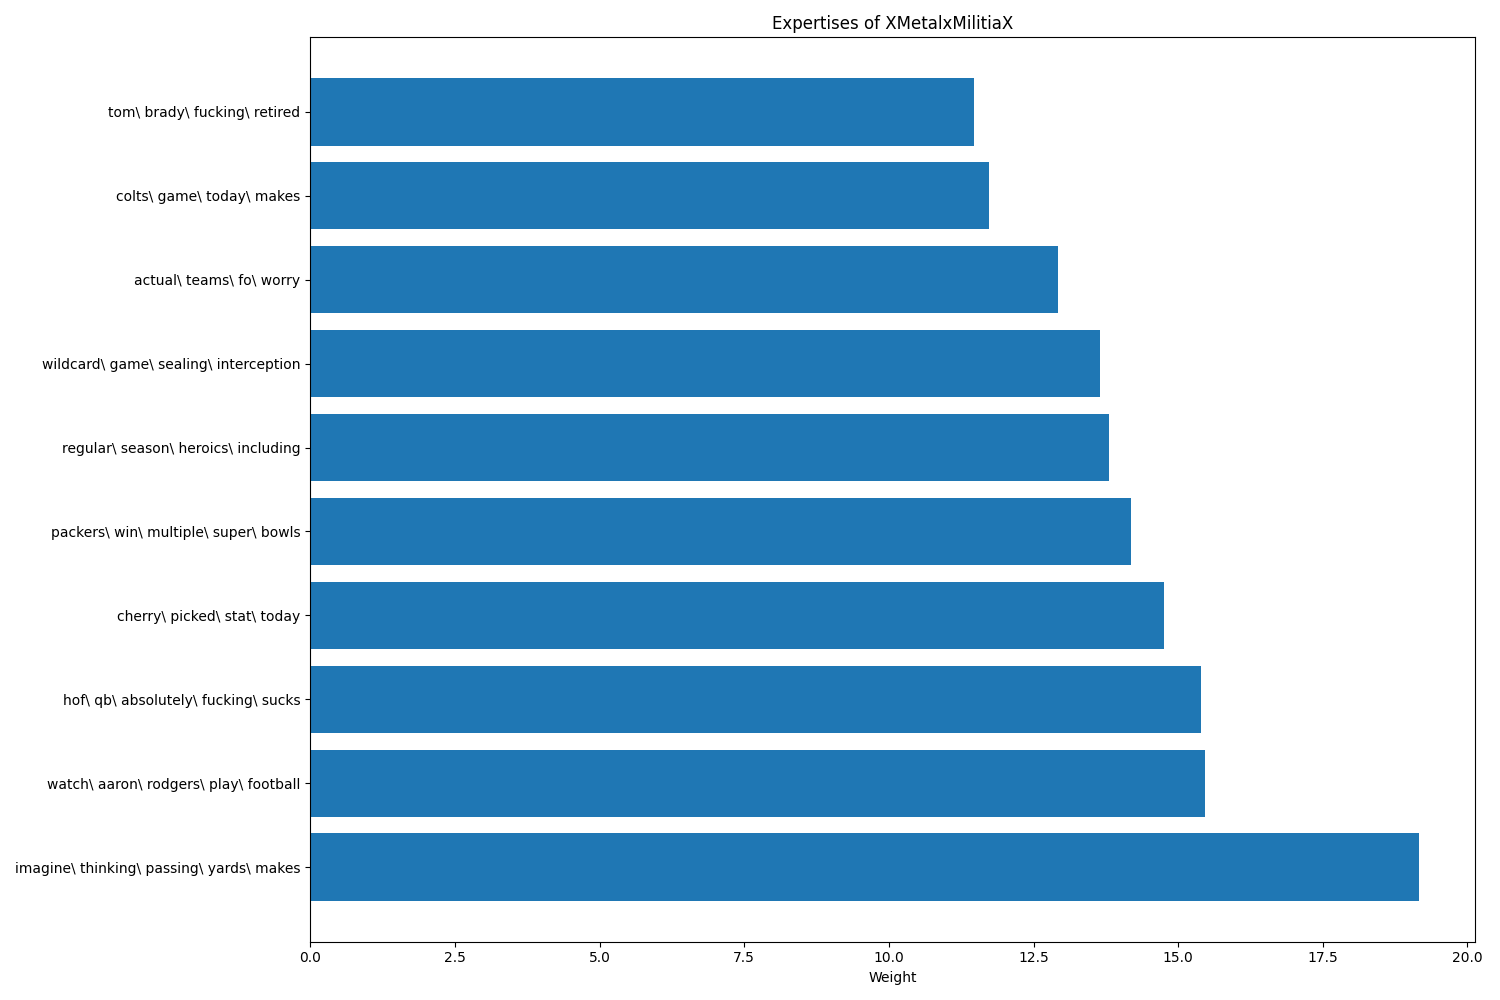 Expertises of XMetalxMilitiaX
tom\ brady\ fucking\ retired
colts\ game\ today\ makes
actual\ teams\ fo\ worry
wildcard\ game\ sealing\ interception
regular\ season\ heroics\ including
packers\ win\ multiple\ super\ bowls
cherry\ picked\ stat\ today
hof\ qb\ absolutely\ fucking\ sucks
watch\ aaron\ rodgers\ play\ football
imagine\ thinking\ passing\ yards\ makes
0.0 2.5 5.0 7.5 10.0 12.5 15.0 17.5 20.0
Weight